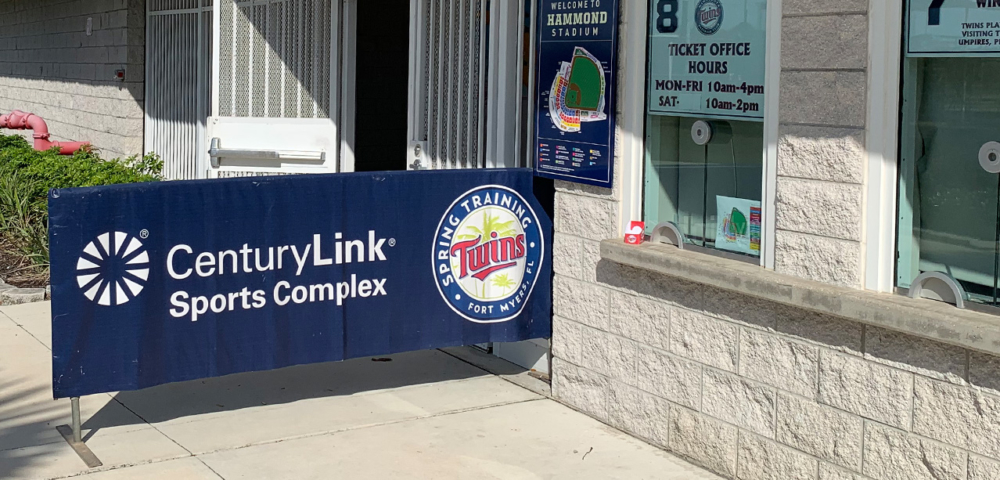 WELCOME TO
HAMMOND
STADIUM
8
TICKET OFFICE
HOURS
MON-FRI 10am-4pm
SAT- 10am-2pm
7
TWINS
VISITING
UMPIRES,
CenturyLink®
Sports Complex
®
SPRING TRAINING
Twins
FORT MYERS, FL